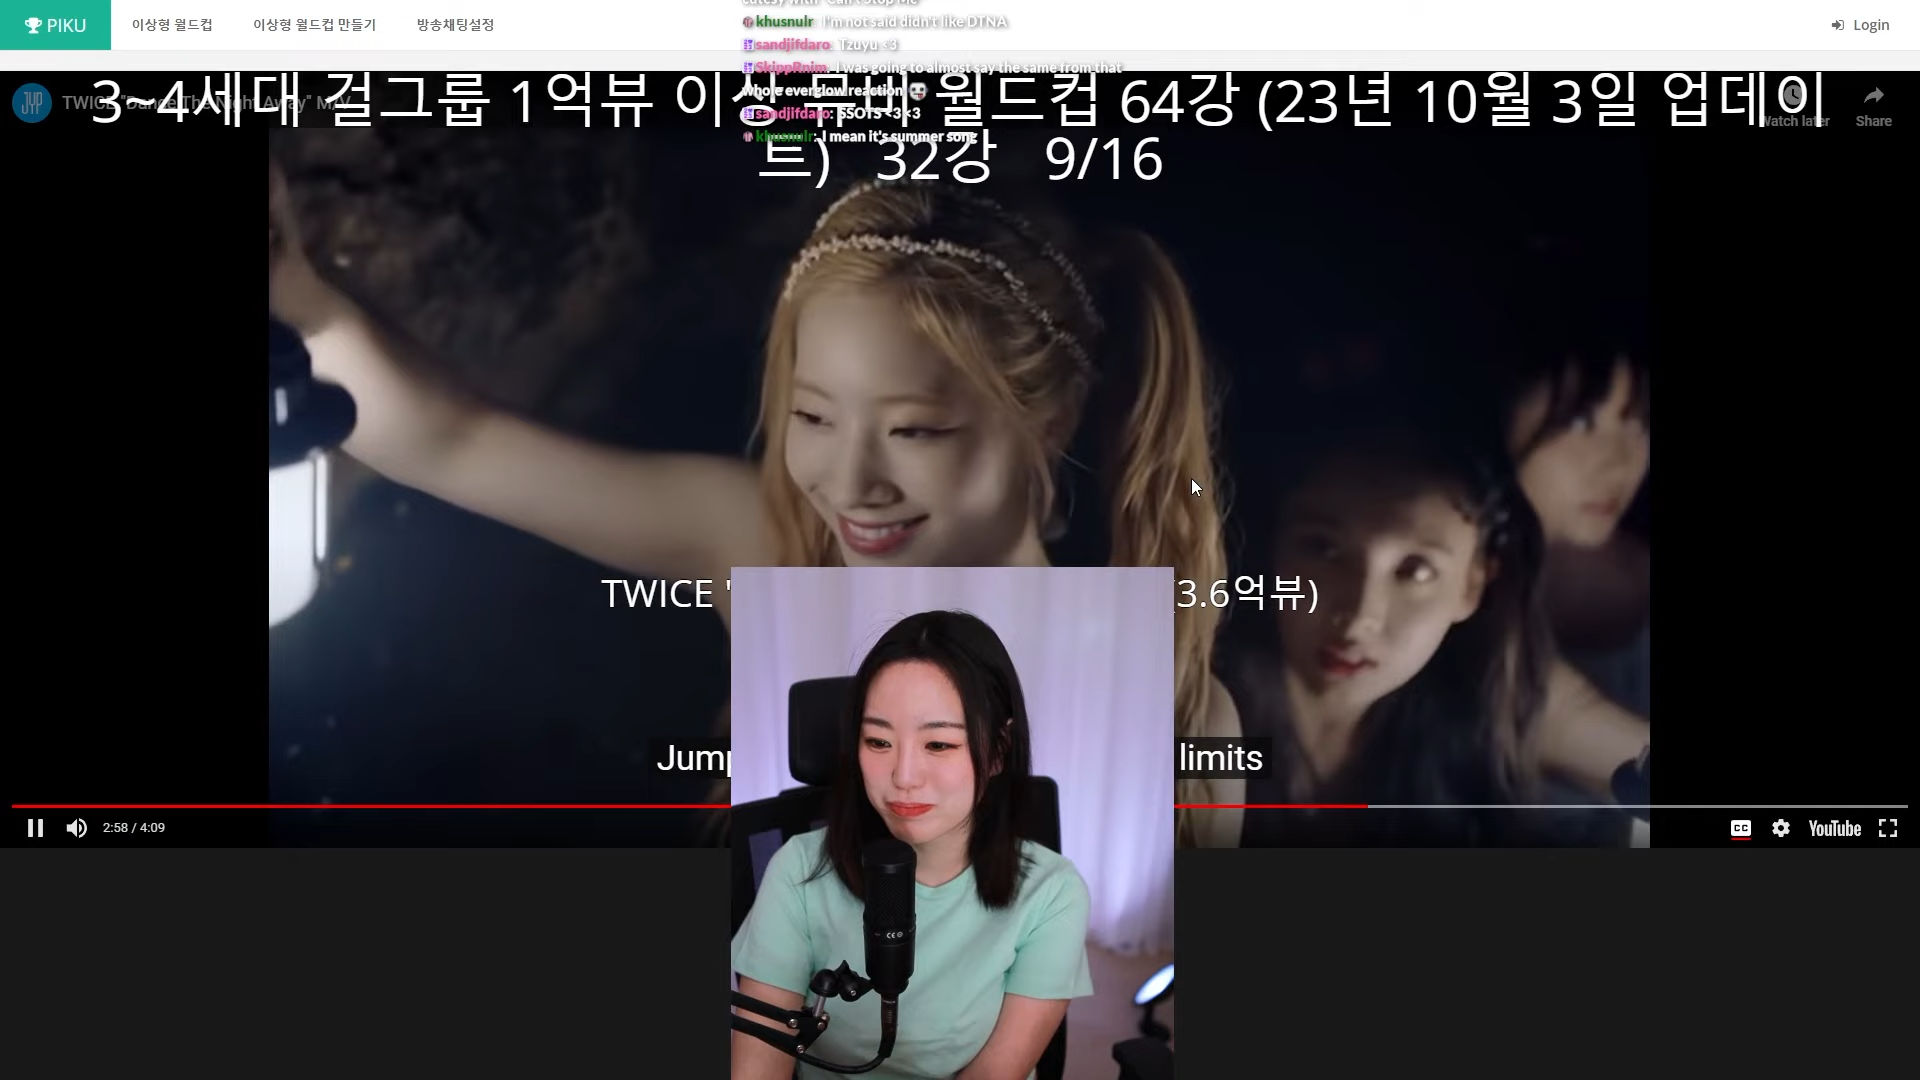 PIKU
이상형 월드컵
이상형 월드컵 만들기
방송채팅설정
Login
khusnulr: I'm not said didn't like DTNA
sandjifdaro: Tzuyu <3
SkippRnim: I was going to almost say the same from that
whole everglow reaction
sandjifdaro: SSOTS <3 <3
khusnulr: I mean it's summer song
JYP
TWICE "Dance The Night Away" M/V
Watch later
Share
3~4세대 걸그룹 1억뷰 이상 뮤비 월드컵 64강 (23년 10월 3일 업데이
트) 32강 9/16
TWICE "
(3.6억뷰)
Jump
limits
2:58 / 4:09
CC
YouTube
CE